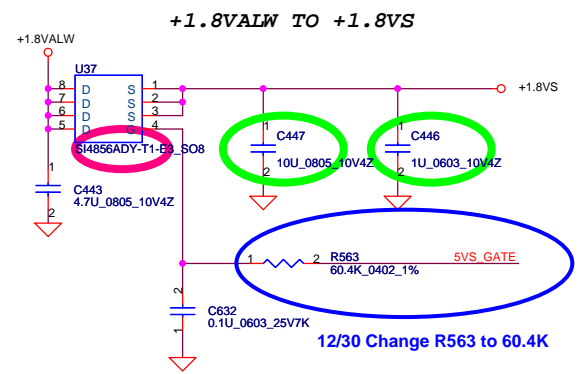 +1.8VALW TO +1.8VS
+1.8VALW
U37
8 D S 1
7 D S 2
6 D S 3
5 D G 4
+1.8VS
SI4856ADY-T1-E3_SO8
1
C447
10U_0805_10V4Z
2
1
C446
1U_0603_10V4Z
2
1
C443
4.7U_0805_10V4Z
2
1 R563 2 5VS_GATE
60.4K_0402_1%
2
C632
0.1U_0603_25V7K
1
12/30 Change R563 to 60.4K